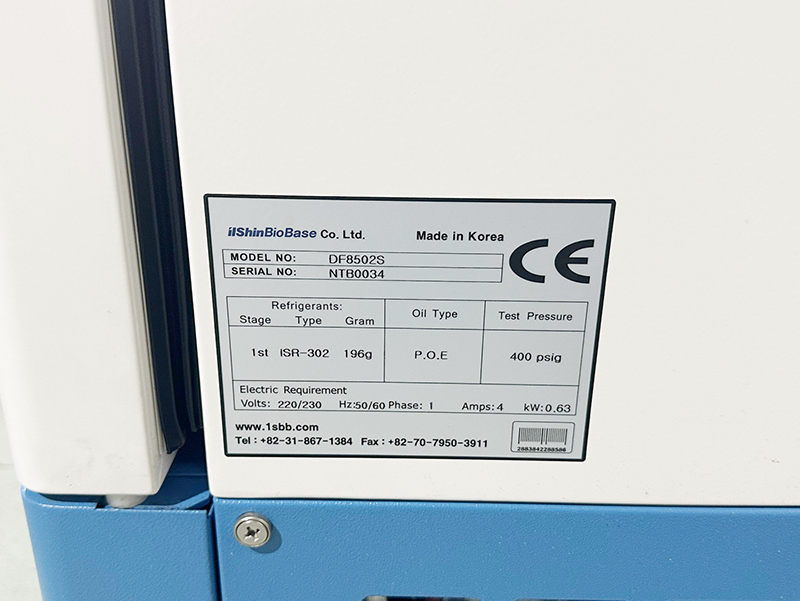 ilShinBioBase Co. Ltd. Made in Korea
CE
MODEL NO: DF8502S
SERIAL NO: NTB0034
Refrigerants:
Stage Type Gram Oil Type Test Pressure
1st ISR-302 196g P.O.E 400 psig
Electric Requirement
Volts: 220/230 Hz:50/60 Phase: 1 Amps:4 kW:0.63
www.1sbb.com
Tel : +82-31-867-1384 Fax : +82-70-7950-3911